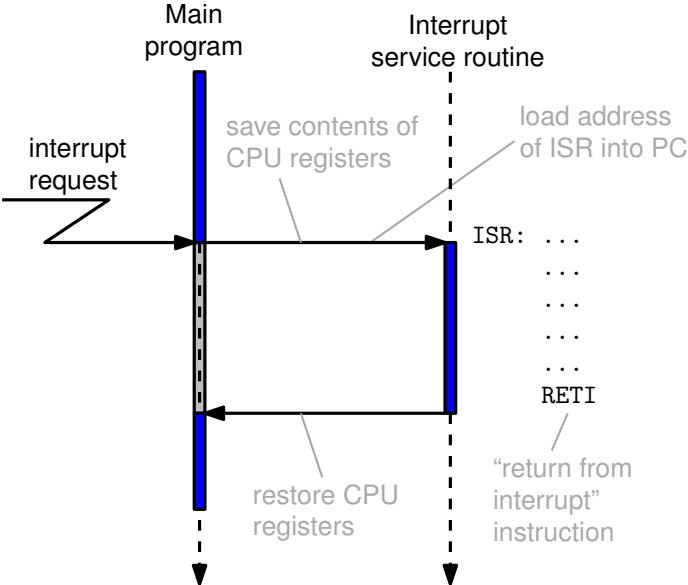 Main
program
Interrupt
service routine
interrupt
request
save contents of
CPU registers
load address
of ISR into PC
ISR: ...
...
...
...
...
RETI
restore CPU
registers
“return from
interrupt”
instruction